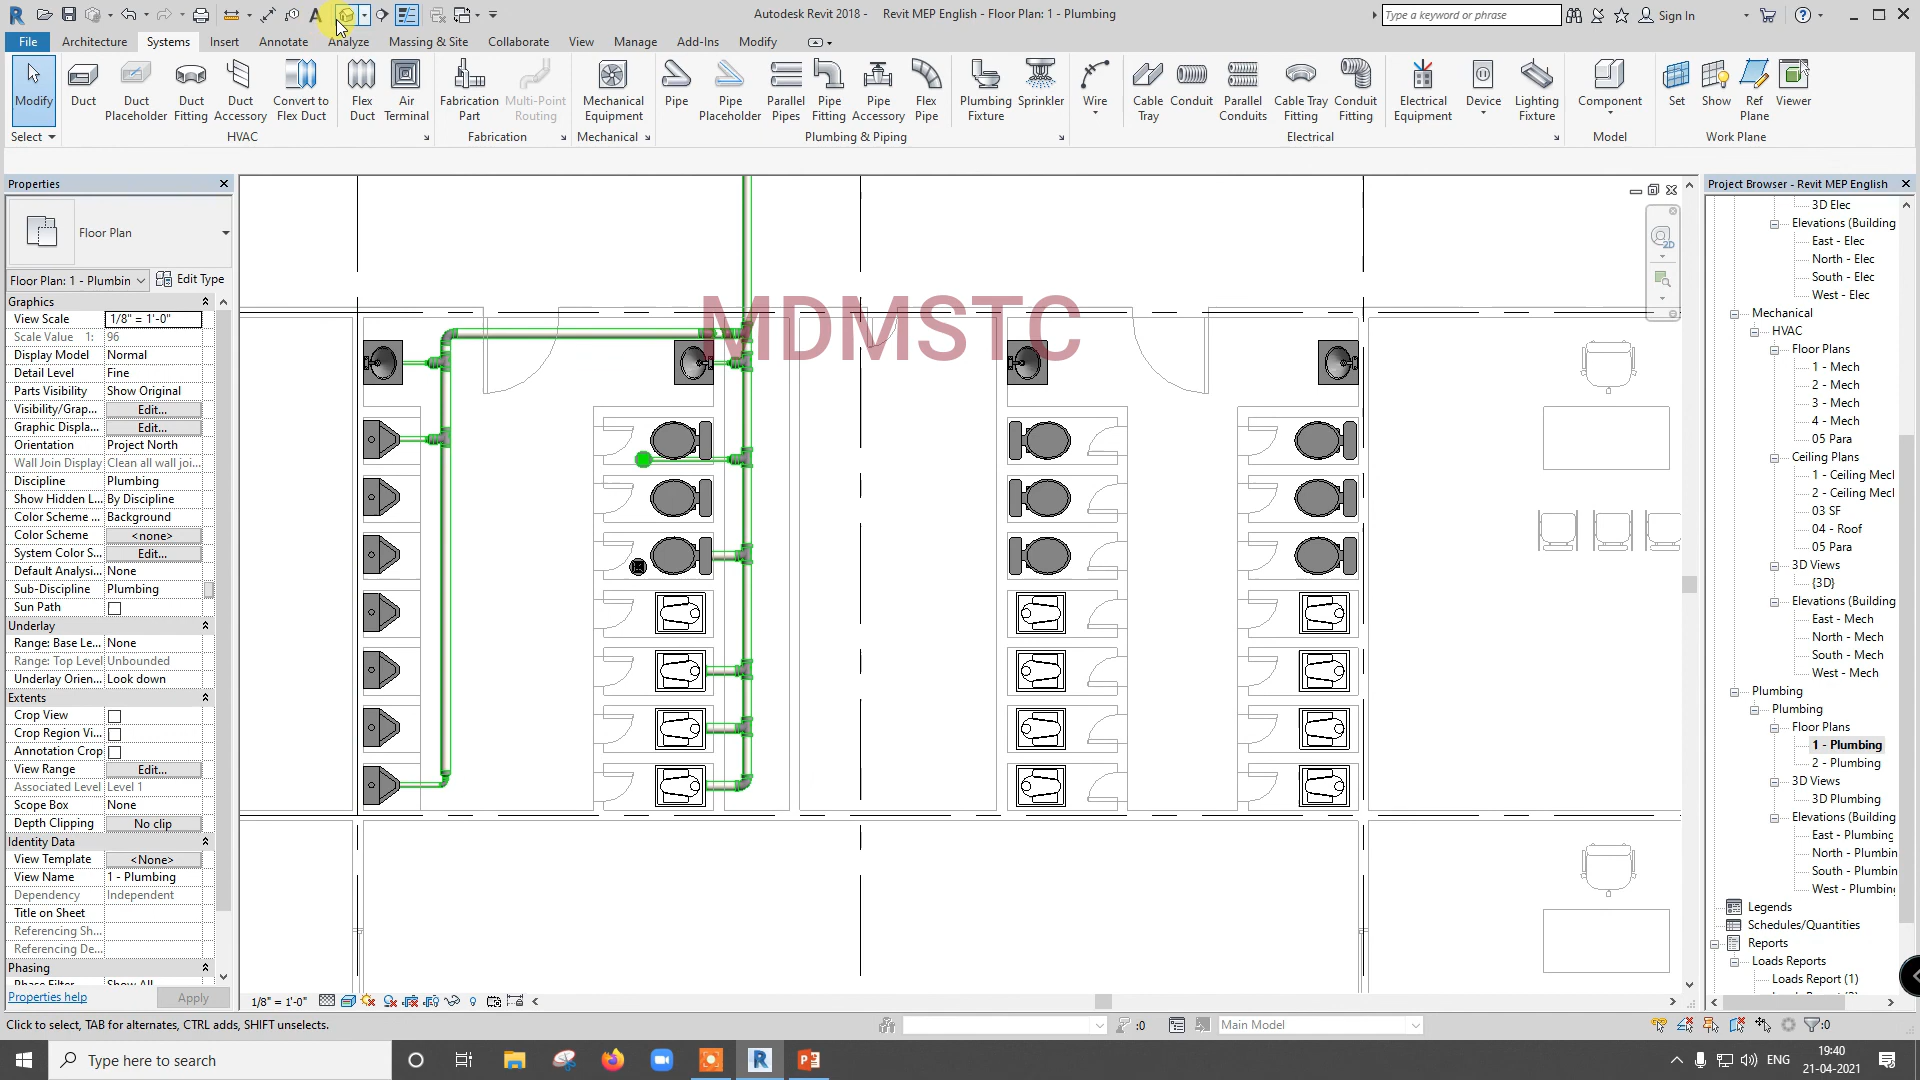 Autodesk Revit 2018 - Revit MEP English - Floor Plan: 1 - Plumbing
Type a keyword or phrase
Sign In
File Architecture Systems Insert Annotate Analyze Massing & Site Collaborate View Manage Add-Ins Modify
Modify
Duct
Duct Placeholder
Duct Fitting
Duct Accessory
Convert to Flex Duct
Flex Duct
Air Terminal
Fabrication Part
Multi-Point Routing
Mechanical Equipment
Pipe
Pipe Placeholder
Parallel Pipes
Pipe Fitting
Pipe Accessory
Flex Pipe
Plumbing Fixture
Sprinkler
Wire
Cable Tray
Conduit
Parallel Conduits
Cable Tray Fitting
Conduit Fitting
Electrical Equipment
Device
Lighting Fixture
Component
Set
Show
Ref Plane
Viewer
Select HVAC Fabrication Mechanical Plumbing & Piping Electrical Model Work Plane
Properties
Floor Plan
Floor Plan: 1 - Plumbin
Edit Type
Graphics
View Scale 1/8" = 1'-0"
Scale Value 1: 96
Display Model Normal
Detail Level Fine
Parts Visibility Show Original
Visibility/Grap... Edit...
Graphic Displa... Edit...
Orientation Project North
Wall Join Display Clean all wall joi...
Discipline Plumbing
Show Hidden L... By Discipline
Color Scheme ... Background
Color Scheme <none>
System Color S... Edit...
Default Analysi... None
Sub-Discipline Plumbing
Sun Path
Underlay
Range: Base Le... None
Range: Top Level Unbounded
Underlay Orien... Look down
Extents
Crop View
Crop Region Vi...
Annotation Crop
View Range Edit...
Associated Level Level 1
Scope Box None
Depth Clipping No clip
Identity Data
View Template <None>
View Name 1 - Plumbing
Dependency Independent
Title on Sheet
Referencing Sh...
Referencing De...
Phasing
Properties help
Apply
MDMSTC
2D
Project Browser - Revit MEP English
3D Elec
Elevations (Building
East - Elec
North - Elec
South - Elec
West - Elec
Mechanical
HVAC
Floor Plans
1 - Mech
2 - Mech
3 - Mech
4 - Mech
05 Para
Ceiling Plans
1 - Ceiling Mecl
2 - Ceiling Mecl
03 SF
04 - Roof
05 Para
3D Views
{3D}
Elevations (Building
East - Mech
North - Mech
South - Mech
West - Mech
Plumbing
Plumbing
Floor Plans
1 - Plumbing
2 - Plumbing
3D Views
3D Plumbing
Elevations (Building
East - Plumbing
North - Plumbin
South - Plumbin
West - Plumbing
Legends
Schedules/Quantities
Reports
Loads Reports
Loads Report (1)
1/8" = 1'-0"
Click to select, TAB for alternates, CTRL adds, SHIFT unselects.
:0
Main Model
:0
Type here to search
ENG
19:40
21-04-2021